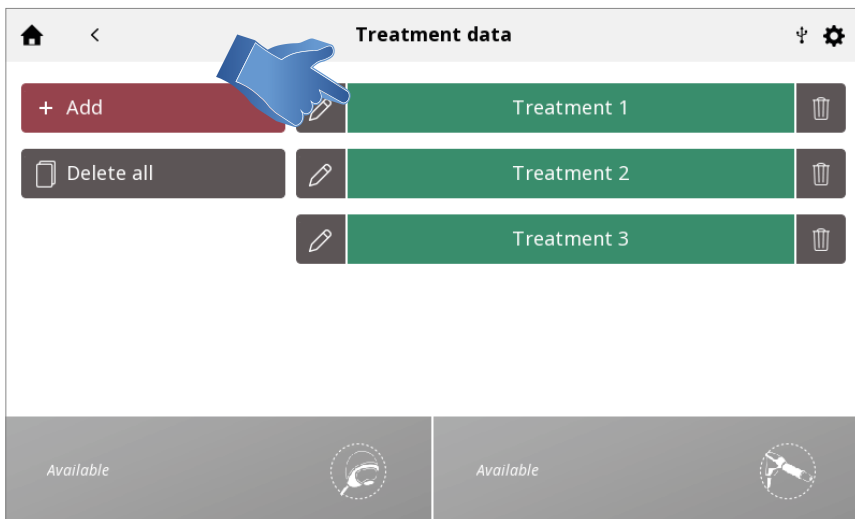 Treatment data
+ Add
Treatment 1
Delete all
Treatment 2
Treatment 3
Available
Available